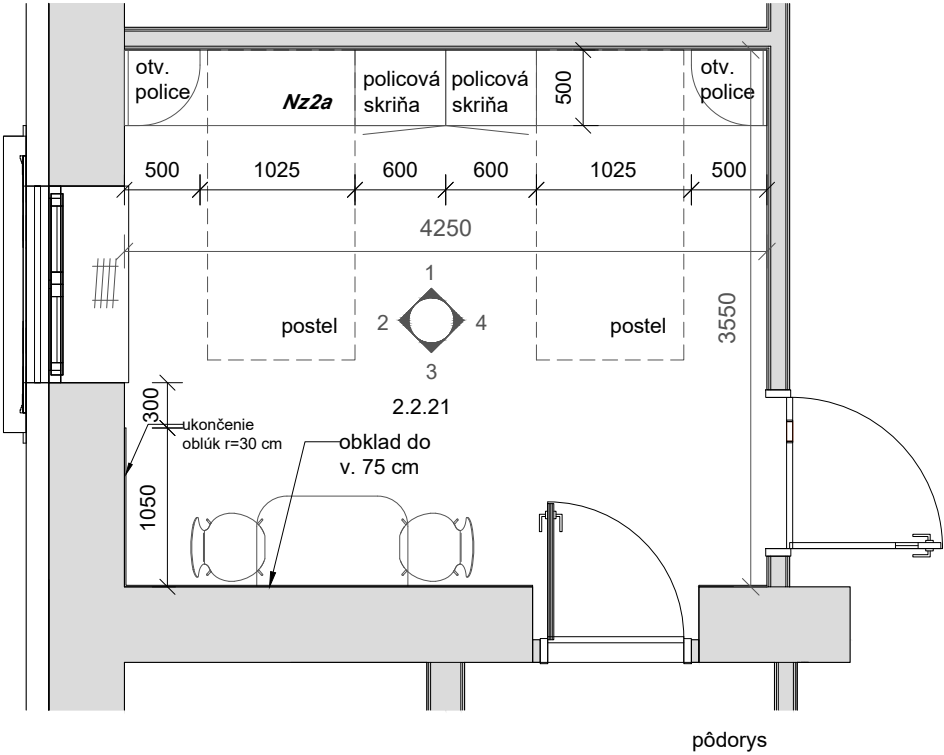 otv.
police
Nz2a
policová
skriňa
policová
skriňa
500
otv.
police
500
1025
600
600
1025
500
4250
1
2
4
3
postel
postel
3550
2.2.21
300
ukončenie
oblúk r=30 cm
obklad do
v. 75 cm
1050
pôdorys